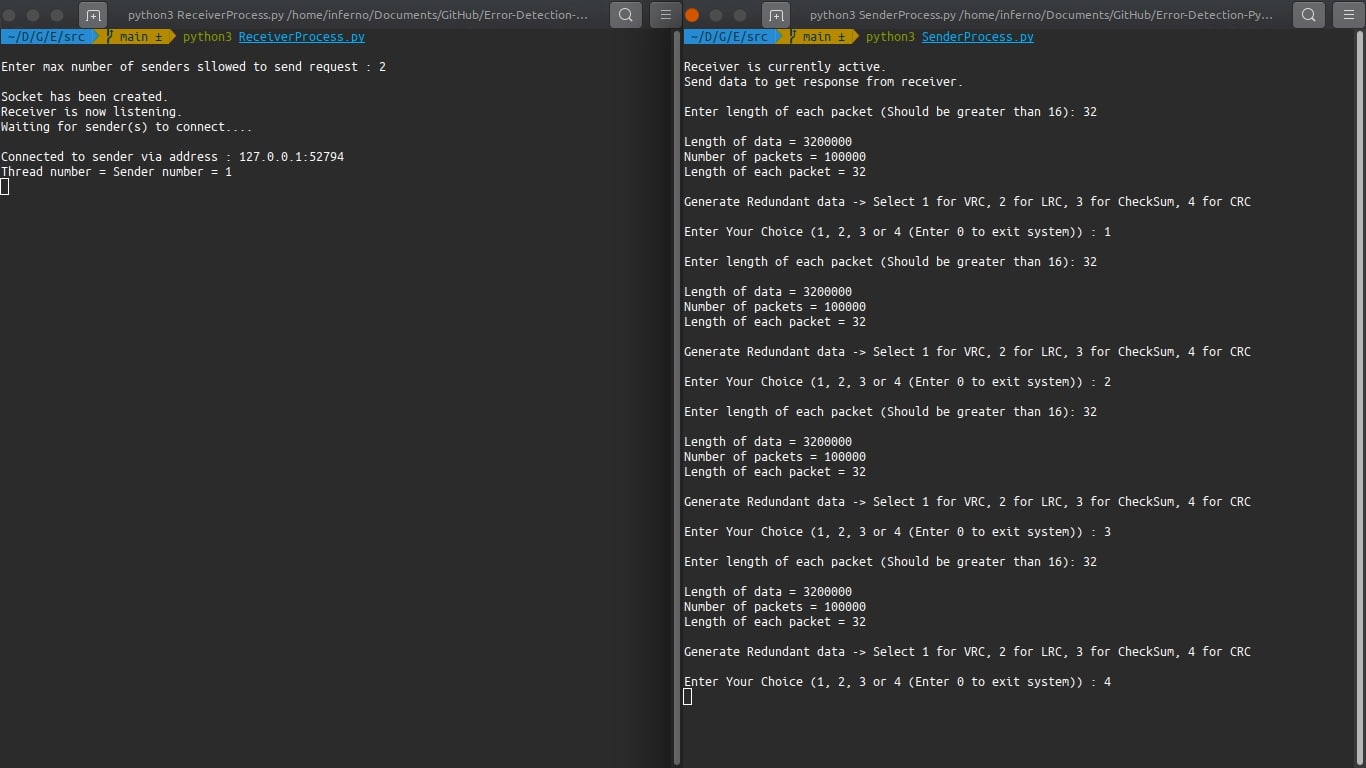 python3 ReceiverProcess.py /home/inferno/Documents/GitHub/Error-Detection-...
~/D/G/E/src main ± python3 ReceiverProcess.py
Enter max number of senders sllowed to send request : 2
Socket has been created.
Receiver is now listening.
Waiting for sender(s) to connect....
Connected to sender via address : 127.0.0.1:52794
Thread number = Sender number = 1
python3 SenderProcess.py /home/inferno/Documents/GitHub/Error-Detection-Py...
~/D/G/E/src main ± python3 SenderProcess.py
Receiver is currently active.
Send data to get response from receiver.
Enter length of each packet (Should be greater than 16): 32
Length of data = 3200000
Number of packets = 100000
Length of each packet = 32
Generate Redundant data -> Select 1 for VRC, 2 for LRC, 3 for CheckSum, 4 for CRC
Enter Your Choice (1, 2, 3 or 4 (Enter 0 to exit system)) : 1
Enter length of each packet (Should be greater than 16): 32
Length of data = 3200000
Number of packets = 100000
Length of each packet = 32
Generate Redundant data -> Select 1 for VRC, 2 for LRC, 3 for CheckSum, 4 for CRC
Enter Your Choice (1, 2, 3 or 4 (Enter 0 to exit system)) : 2
Enter length of each packet (Should be greater than 16): 32
Length of data = 3200000
Number of packets = 100000
Length of each packet = 32
Generate Redundant data -> Select 1 for VRC, 2 for LRC, 3 for CheckSum, 4 for CRC
Enter Your Choice (1, 2, 3 or 4 (Enter 0 to exit system)) : 3
Enter length of each packet (Should be greater than 16): 32
Length of data = 3200000
Number of packets = 100000
Length of each packet = 32
Generate Redundant data -> Select 1 for VRC, 2 for LRC, 3 for CheckSum, 4 for CRC
Enter Your Choice (1, 2, 3 or 4 (Enter 0 to exit system)) : 4